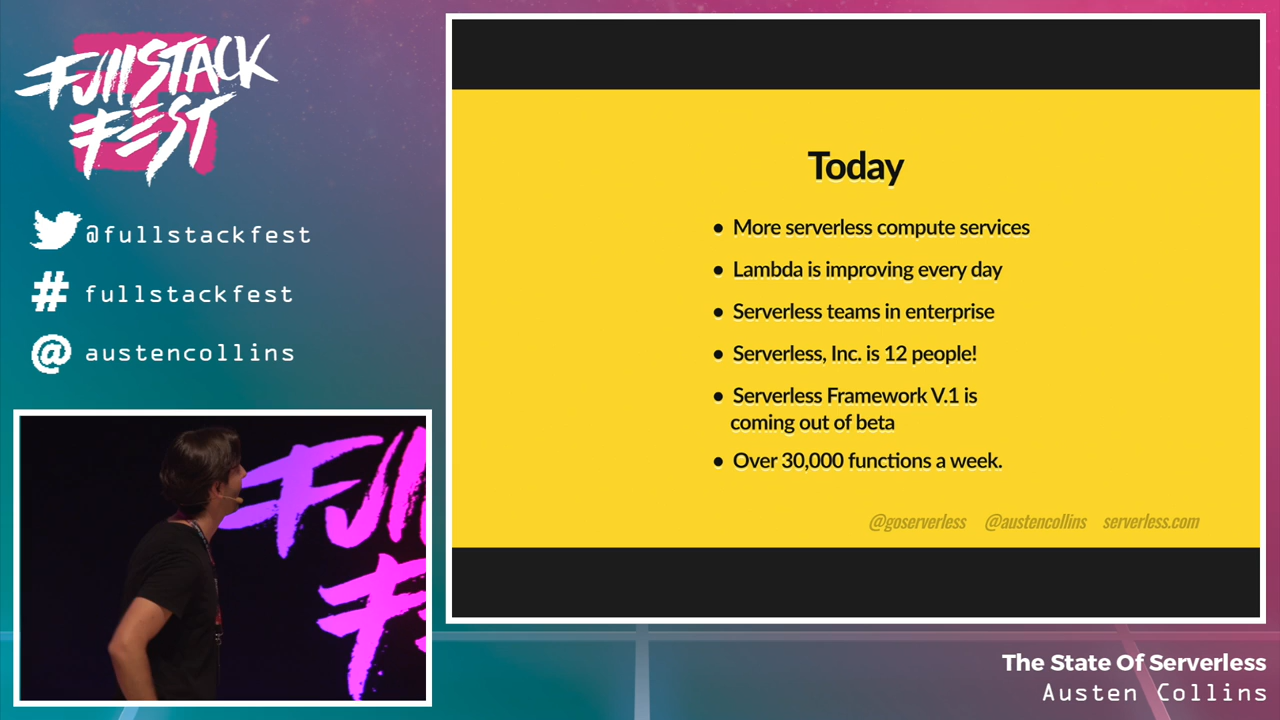 FullSTACK
FEST
@fullstackfest
# fullstackfest
@ austencollins
Today
• More serverless compute services
• Lambda is improving every day
• Serverless teams in enterprise
• Serverless, Inc. is 12 people!
• Serverless Framework V.1 is
coming out of beta
• Over 30,000 functions a week.
@goserverless @austencollins serverless.com
Full
FE
The State Of Serverless
Austen Collins